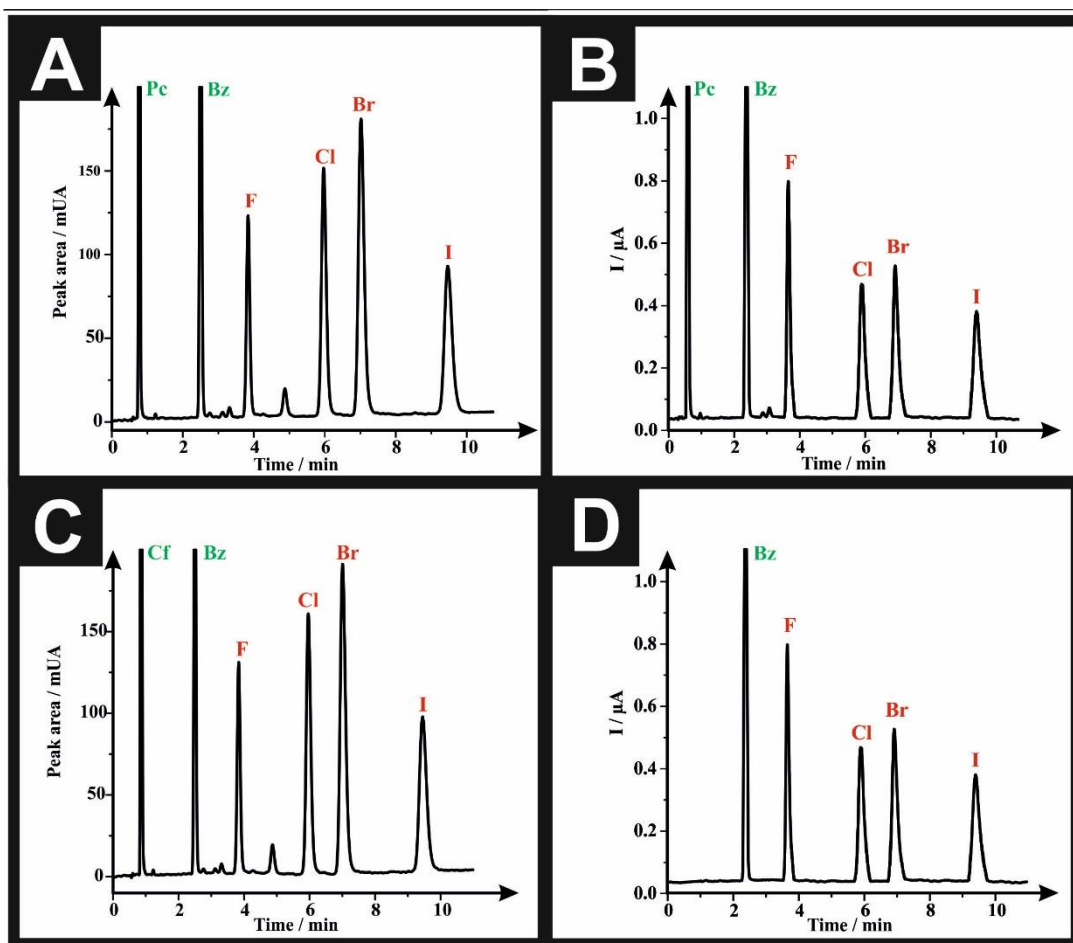 A
Pc
Bz
F
Cl
Br
I
150
100
50
0
Peak area / mUA
0 2 4 6 8 10
Time / min
B
Pc
Bz
F
Cl
Br
I
1.0
0.8
0.6
0.4
0.2
0.0
I / µA
0 2 4 6 8 10
Time / min
C
Cf
Bz
F
Cl
Br
I
150
100
50
0
Peak area / mUA
0 2 4 6 8 10
Time / min
D
Bz
F
Cl
Br
I
1.0
0.8
0.6
0.4
0.2
0.0
I / µA
0 2 4 6 8 10
Time / min